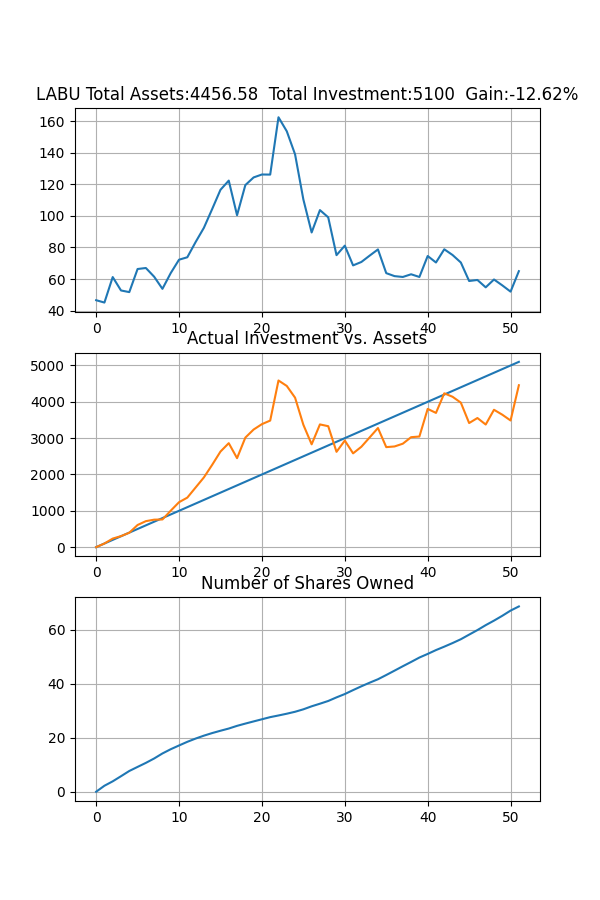 LABU Total Assets:4456.58  Total Investment:5100  Gain:-12.62%
160
140
120
100
80
60
40
0 10 20 30 40 50
Actual Investment vs. Assets
5000
4000
3000
2000
1000
0
0 10 20 30 40 50
Number of Shares Owned
60
40
20
0
0 10 20 30 40 50